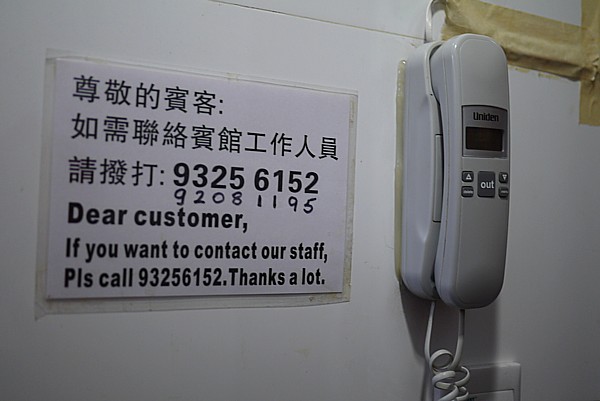 尊敬的賓客:
如需聯絡賓館工作人員
請撥打: 9325 6152
9208 1195
Dear customer,
If you want to contact our staff,
Pls call 93256152.Thanks a lot.
Uniden
out